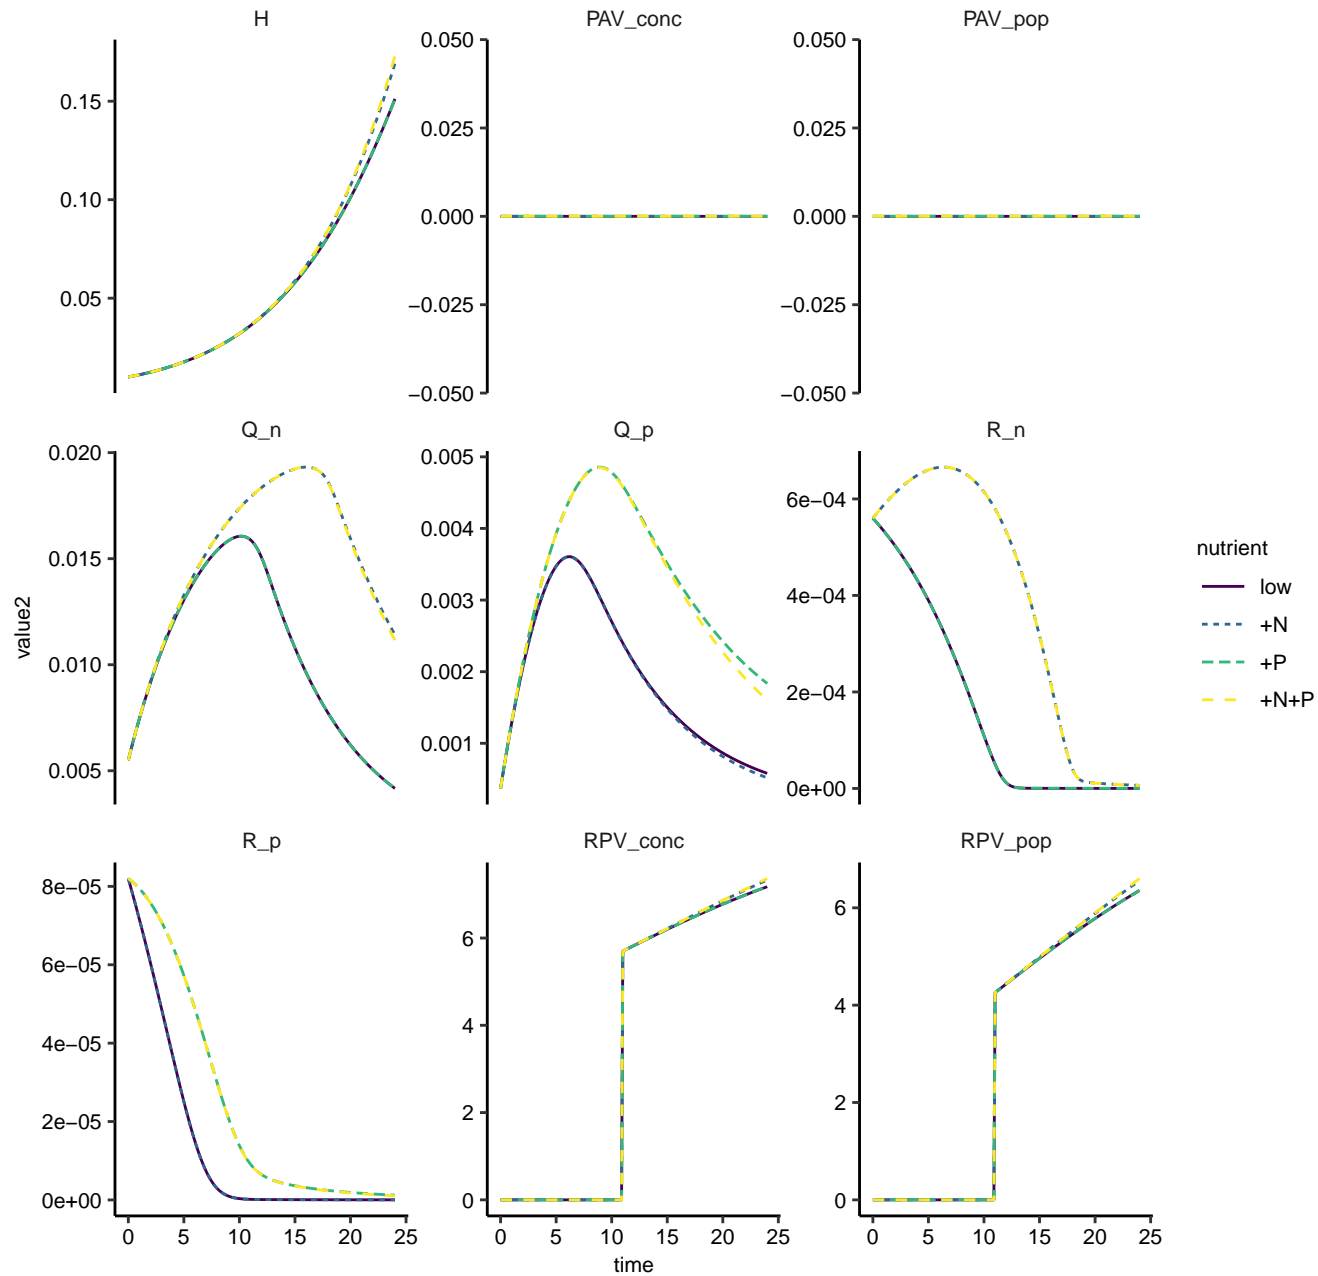 H
PAV_conc
PAV_pop
0.15
0.10
0.05
0.050
0.025
0.000
−0.025
−0.050
0.050
0.025
0.000
−0.025
−0.050
Q_n
Q_p
R_n
0.020
0.015
0.010
0.005
0.005
0.004
0.003
0.002
0.001
6e−04
4e−04
2e−04
0e+00
value2
nutrient
low
+N
+P
+N+P
R_p
RPV_conc
RPV_pop
8e−05
6e−05
4e−05
2e−05
0e+00
6
4
2
0
6
4
2
0
0 5 10 15 20 25
0 5 10 15 20 25
0 5 10 15 20 25
time